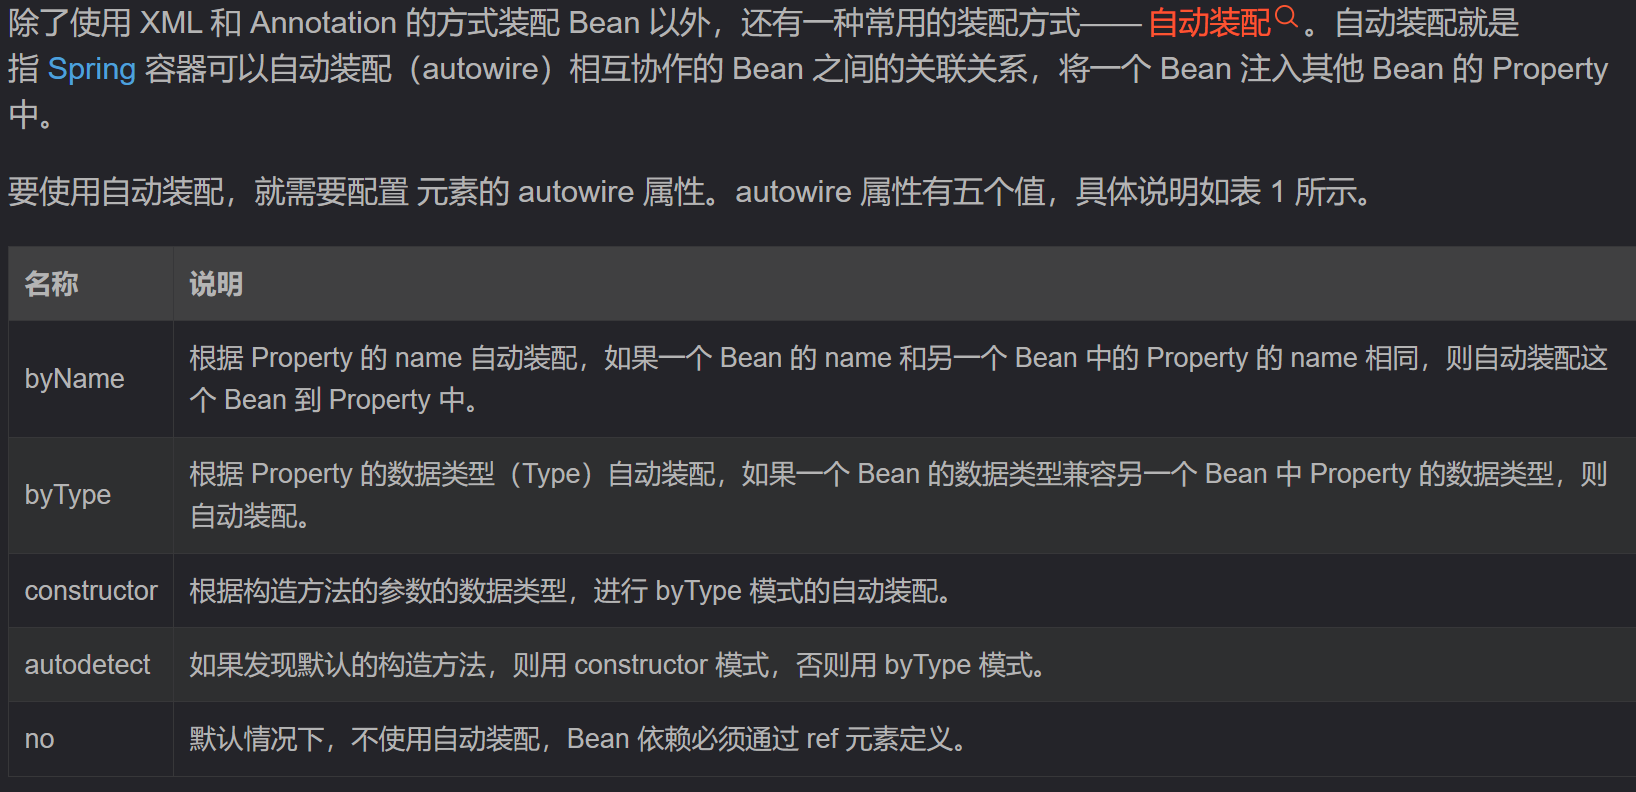 除了使用 XML 和 Annotation 的方式装配 Bean 以外，还有一种常用的装配方式——自动装配。自动装配就是
指 Spring 容器可以自动装配（autowire）相互协作的 Bean 之间的关联关系，将一个 Bean 注入其他 Bean 的 Property
中。
要使用自动装配，就需要配置 元素的 autowire 属性。autowire 属性有五个值，具体说明如表 1 所示。
名称 说明
byName 根据 Property 的 name 自动装配，如果一个 Bean 的 name 和另一个 Bean 中的 Property 的 name 相同，则自动装配这
个 Bean 到 Property 中。
byType 根据 Property 的数据类型（Type）自动装配，如果一个 Bean 的数据类型兼容另一个 Bean 中 Property 的数据类型，则
自动装配。
constructor 根据构造方法的参数的数据类型，进行 byType 模式的自动装配。
autodetect 如果发现默认的构造方法，则用 constructor 模式，否则用 byType 模式。
no 默认情况下，不使用自动装配，Bean 依赖必须通过 ref 元素定义。